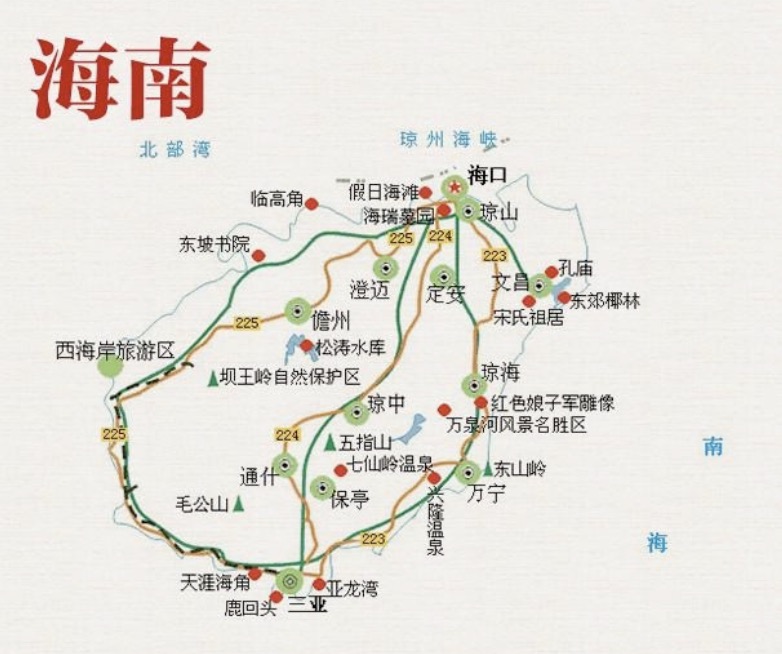 海南
北部湾
琼州海峡
海口
假日海滩
临高角
海瑞墓园
琼山
225
224
东坡书院
223
孔庙
文昌
澄迈
定安
东郊椰林
宋氏祖居
225
儋州
松涛水库
西海岸旅游区
坝王岭自然保护区
琼海
琼中
红色娘子军雕像
万泉河风景名胜区
225
224
五指山
南
七仙岭温泉
东山岭
通什
保亭
万宁
毛公山
兴隆温泉
223
海
天涯海角
亚龙湾
鹿回头
三亚